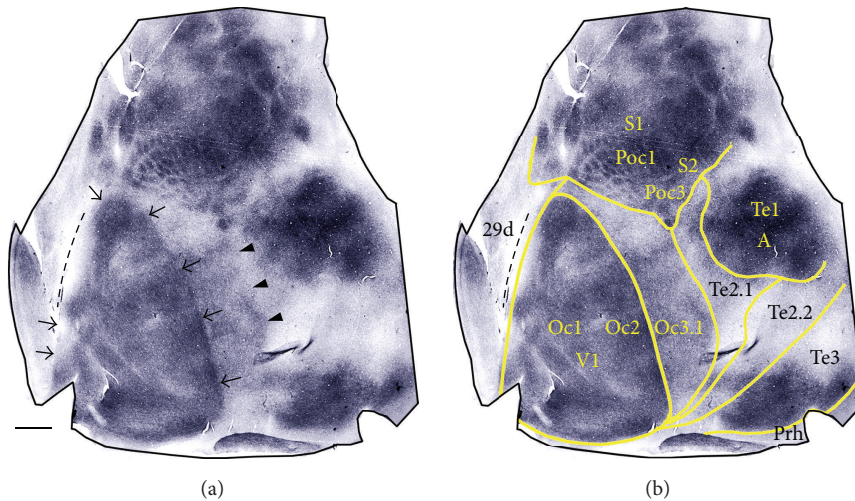 S1
Poc1
S2
Poc3
Te1
A
29d
Te2.1
Te2.2
Oc1
Oc2
Oc3.1
V1
Te3
Prh
(a)
(b)